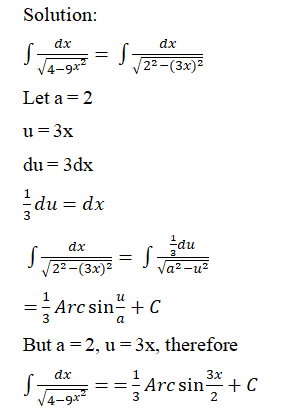 Solution:
∫ dx/√(4−9x²) = ∫ dx/√(2²−(3x)²)
Let a = 2
u = 3x
du = 3dx
1/3 du = dx
∫ dx/√(2²−(3x)²) = ∫ (1/3 du)/√(a²−u²)
= 1/3 Arc sin u/a + C
But a = 2, u = 3x, therefore
∫ dx/√(4−9x²) = = 1/3 Arc sin 3x/2 + C